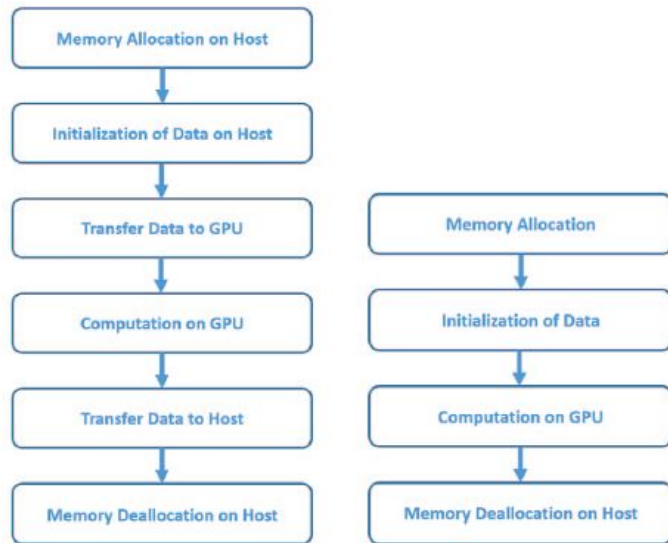 Memory Allocation on Host
Initialization of Data on Host
Transfer Data to GPU
Computation on GPU
Transfer Data to Host
Memory Deallocation on Host
Memory Allocation
Initialization of Data
Computation on GPU
Memory Deallocation on Host